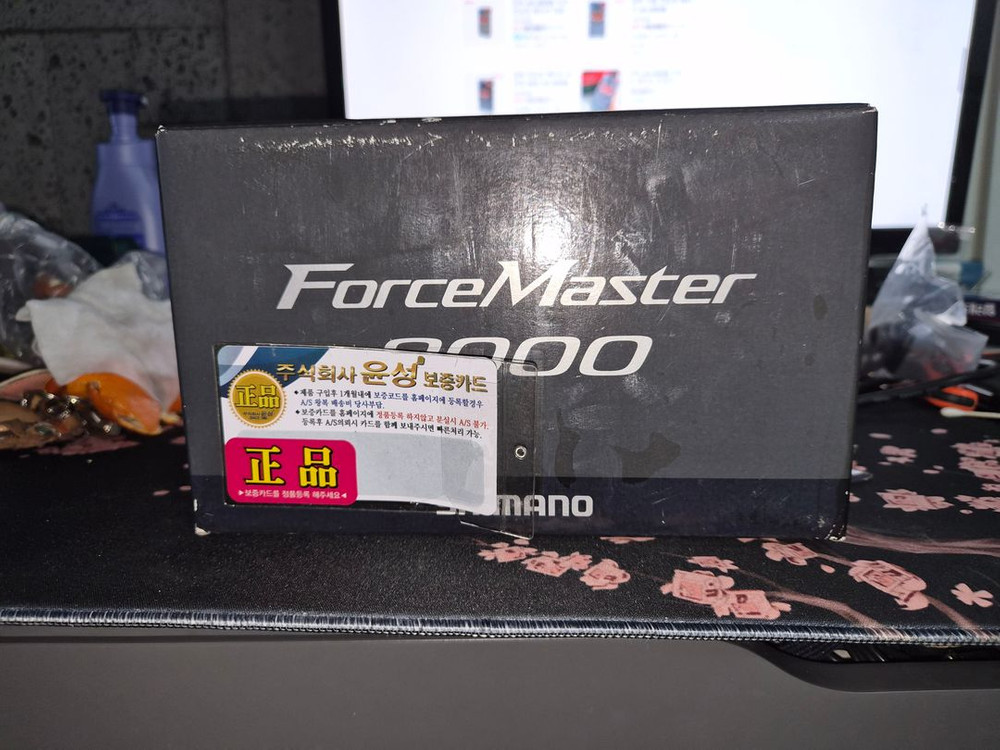 ForceMaster
000
주식회사 윤성 보증카드
正品
◆제품 구입후 1개월내에 보증코드를 홈페이지에 등록할경우
A/S 왕복 배송비 당사부담.
◆보증카드를 홈페이지에 정품등록 하지않고 분실시 A/S 불가.
등록후 A/S의뢰시 카드를 함께 보내주시면 빠른처리 가능.
正品
▶보증카드를 정품등록 해주세요◀
SHIMANO